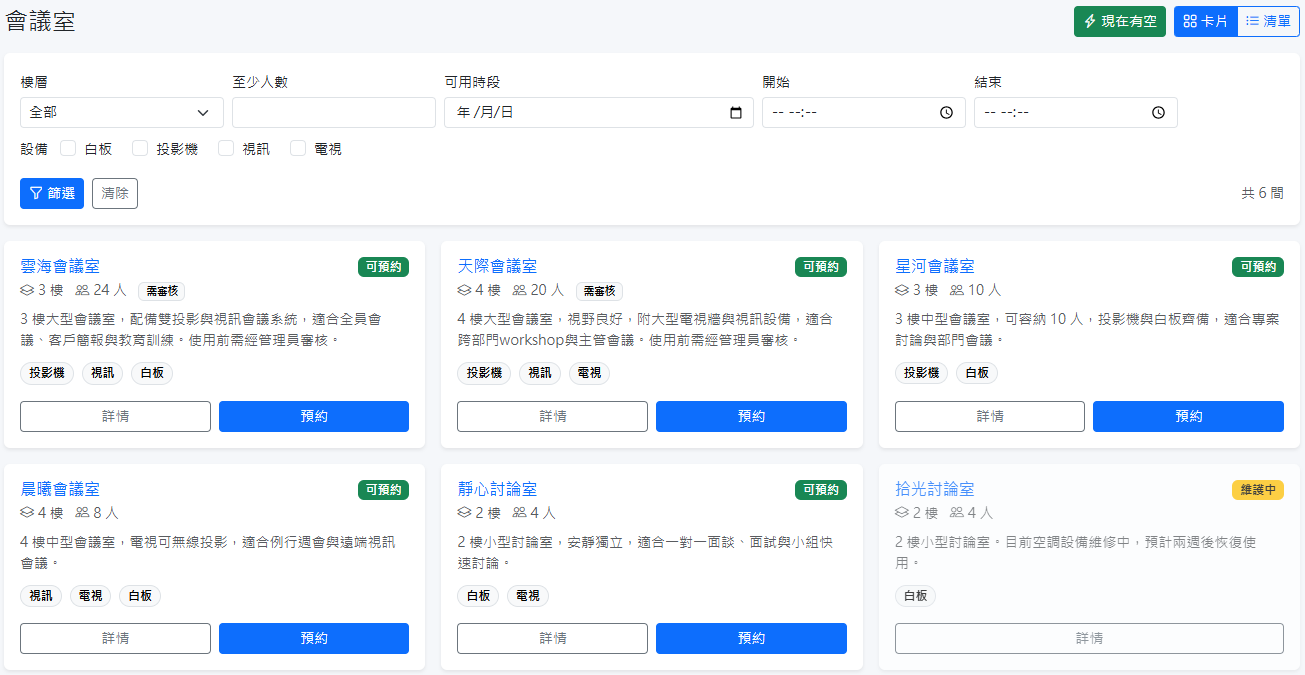 會議室
現在有空 卡片 清單
樓層 至少人數 可用時段 開始 結束
全部 年 /月/日 -- --:-- -- --:--
設備 白板 投影機 視訊 電視
篩選 清除 共 6 間
雲海會議室 可預約
3 樓 24 人 需審核
3 樓大型會議室，配備雙投影與視訊會議系統，適合全員會
議、客戶簡報與教育訓練。使用前需經管理員審核。
投影機 視訊 白板
詳情 預約
天際會議室 可預約
4 樓 20 人 需審核
4 樓大型會議室，視野良好，附大型電視牆與視訊設備，適合
跨部門workshop與主管會議。使用前需經管理員審核。
投影機 視訊 電視
詳情 預約
星河會議室 可預約
3 樓 10 人
3 樓中型會議室，可容納 10 人，投影機與白板齊備，適合專案
討論與部門會議。
投影機 白板
詳情 預約
晨曦會議室 可預約
4 樓 8 人
4 樓中型會議室，電視可無線投影，適合例行週會與遠端視訊
會議。
視訊 電視 白板
詳情 預約
靜心討論室 可預約
2 樓 4 人
2 樓小型討論室，安靜獨立，適合一對一面談、面試與小組快
速討論。
白板 電視
詳情 預約
拾光討論室 維護中
2 樓 4 人
2 樓小型討論室。目前空調設備維修中，預計兩週後恢復使
用。
白板
詳情